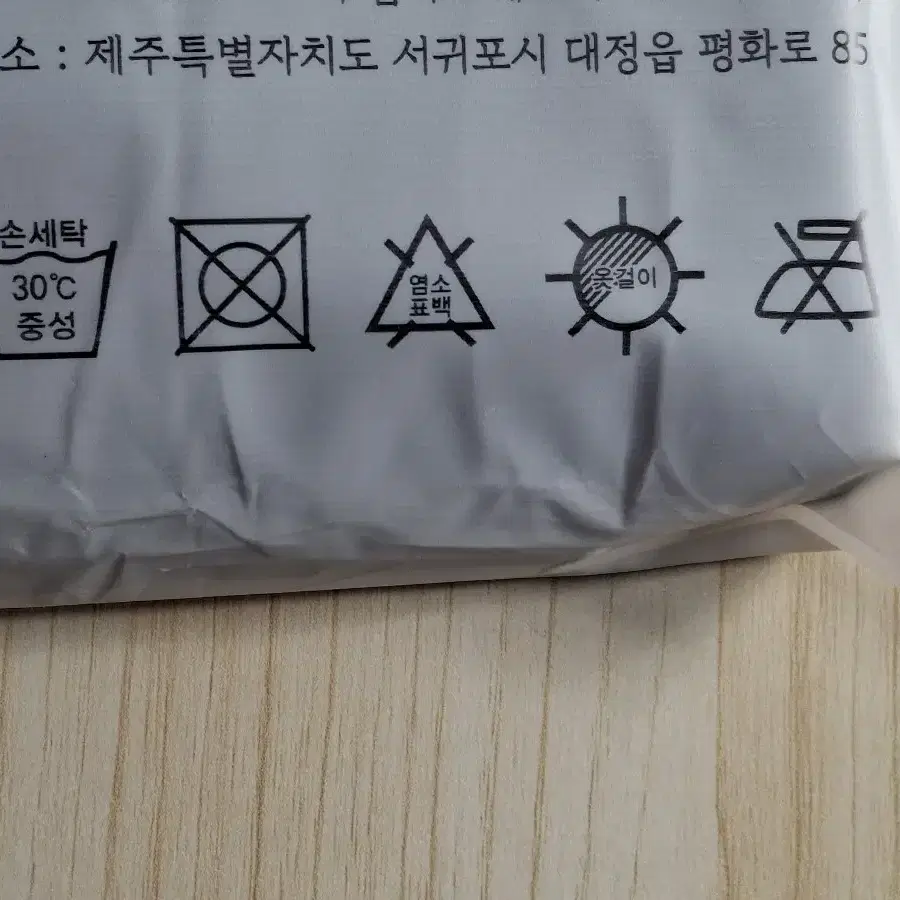 소 : 제주특별자치도 서귀포시 대정읍 평화로 85
손세탁
30℃
중성
염소
표백
옷걸이